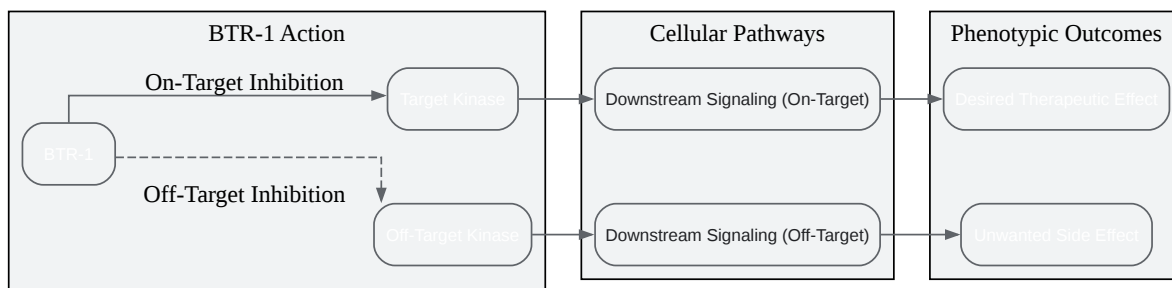 BTR-1 Action
Cellular Pathways
Phenotypic Outcomes
On-Target Inhibition
Target Kinase
Downstream Signaling (On-Target)
Desired Therapeutic Effect
BTR-1
Off-Target Inhibition
Off-Target Kinase
Downstream Signaling (Off-Target)
Unwanted Side Effect